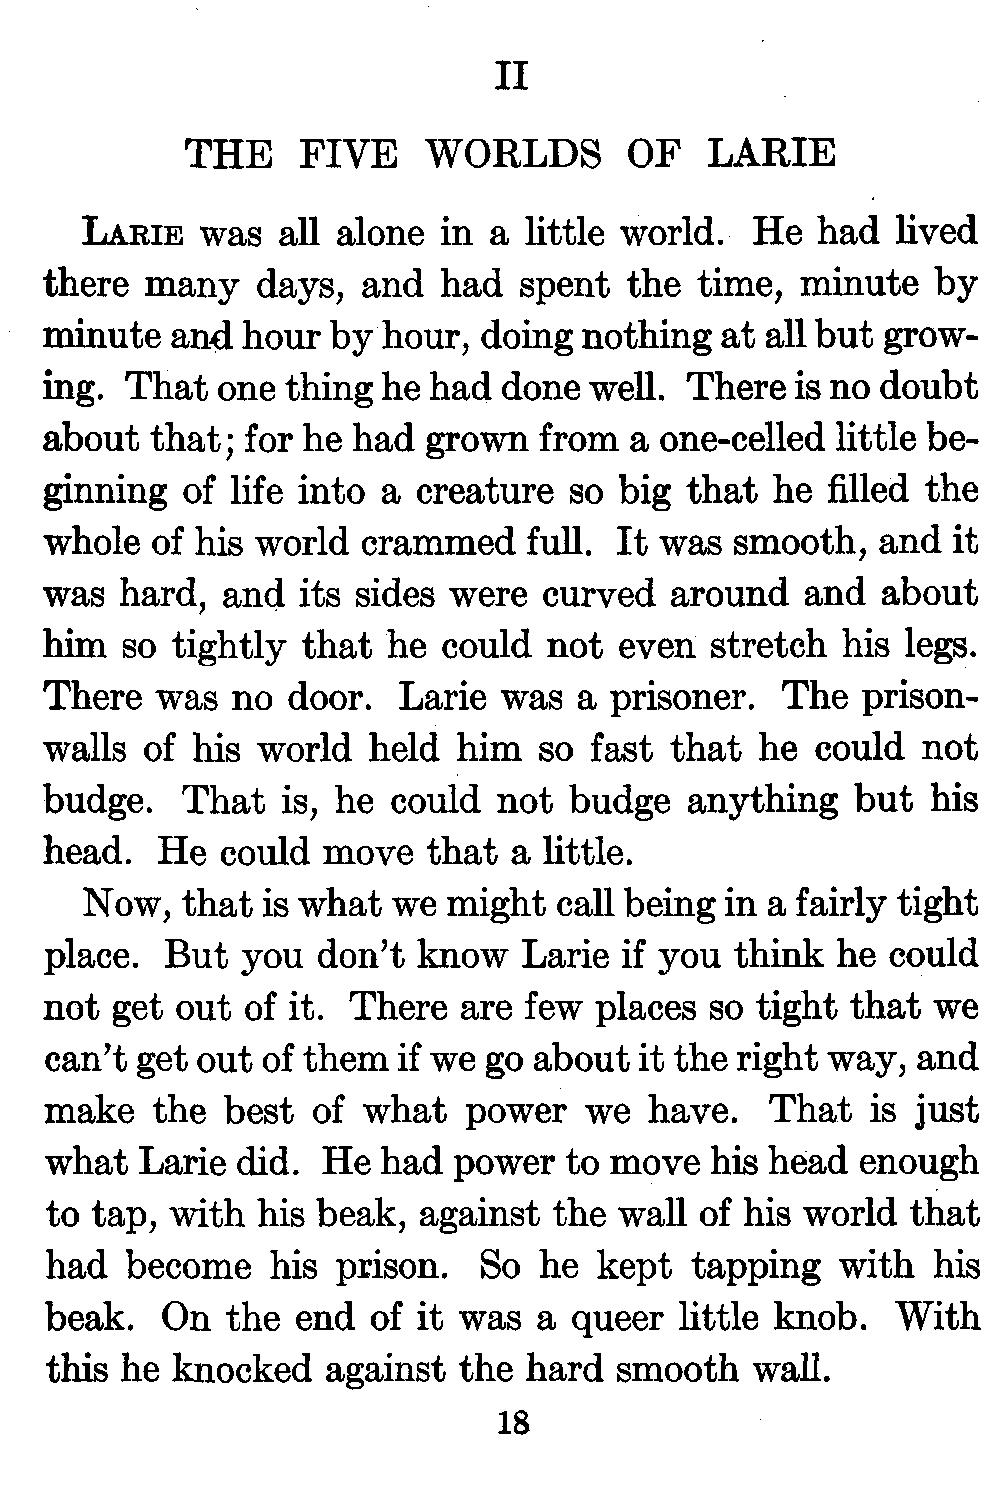 II
THE FIVE WORLDS OF LARIE
LARIE was all alone in a little world. He had lived
there many days, and had spent the time, minute by
minute and hour by hour, doing nothing at all but grow-
ing. That one thing he had done well. There is no doubt
about that; for he had grown from a one-celled little be-
ginning of life into a creature so big that he filled the
whole of his world crammed full. It was smooth, and it
was hard, and its sides were curved around and about
him so tightly that he could not even stretch his legs.
There was no door. Larie was a prisoner. The prison-
walls of his world held him so fast that he could not
budge. That is, he could not budge anything but his
head. He could move that a little.
Now, that is what we might call being in a fairly tight
place. But you don't know Larie if you think he could
not get out of it. There are few places so tight that we
can't get out of them if we go about it the right way, and
make the best of what power we have. That is just
what Larie did. He had power to move his head enough
to tap, with his beak, against the wall of his world that
had become his prison. So he kept tapping with his
beak. On the end of it was a queer little knob. With
this he knocked against the hard smooth wall.
18